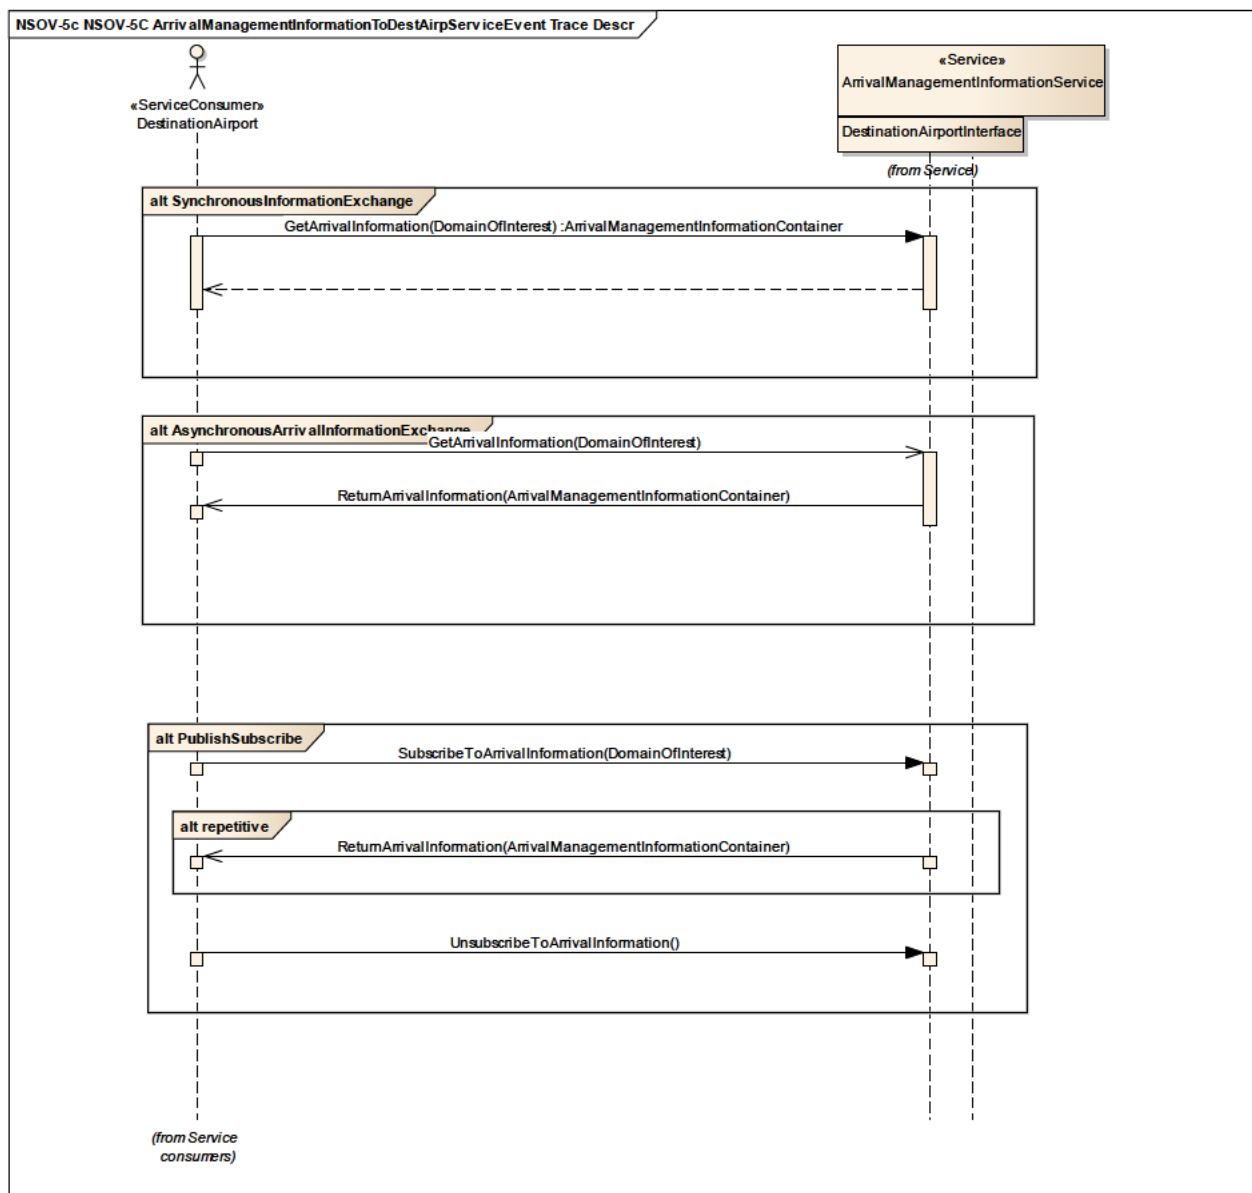 NSOV-5c NSOV-5C ArrivalManagementInformationToDestAirpServiceEvent Trace Descr
«ServiceConsumer»
DestinationAirport
«Service»
ArrivalManagementInformationService
DestinationAirportInterface
(from Service)
alt SynchronousInformationExchange
GetArrivalInformation(DomainOfInterest) :ArrivalManagementInformationContainer
alt AsynchronousArrivalInformationExchange
GetArrivalInformation(DomainOfInterest)
ReturnArrivalInformation(ArrivalManagementInformationContainer)
alt PublishSubscribe
SubscribeToArrivalInformation(DomainOfInterest)
alt repetitive
ReturnArrivalInformation(ArrivalManagementInformationContainer)
UnsubscribeToArrivalInformation()
(from Service
consumers)